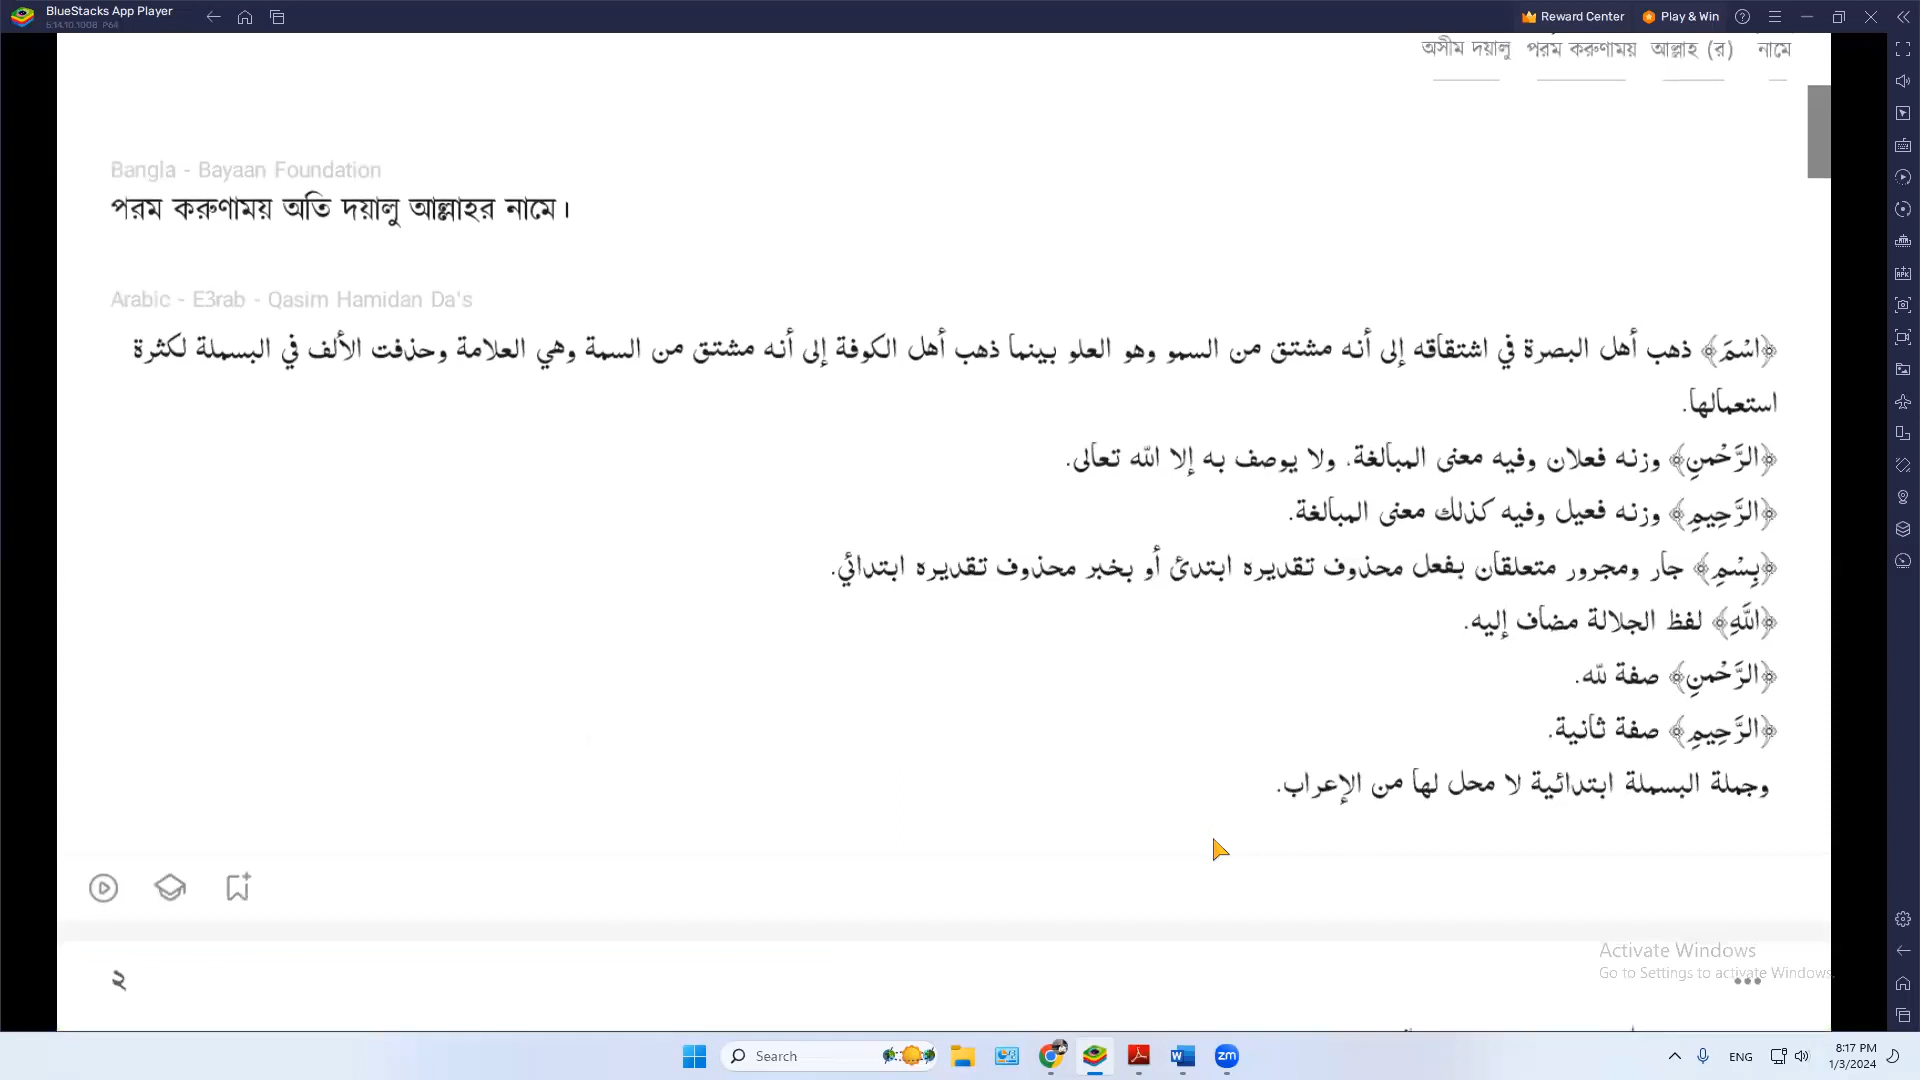 BlueStacks App Player
5.14.10.1008 P64
Reward Center
Play & Win
অসীম দয়ালু পরম করুণাময় আল্লাহ (র) নামে
Bangla - Bayaan Foundation
পরম করুণাময় অতি দয়ালু আল্লাহর নামে।
Arabic - E3rab - Qasim Hamidan Da's
﴿اسْمَ﴾ ذهب أهل البصرة في اشتقاقه إلى أنه مشتق من السمو وهو العلو بينما ذهب أهل الكوفة إلى أنه مشتق من السمة وهي العلامة وحذفت الألف في البسملة لكثرة
استعمالها.
﴿الرَّحْمنِ﴾ وزنه فعلان وفيه معنى المبالغة. ولا يوصف به إلا الله تعالى.
﴿الرَّحِيمِ﴾ وزنه فعيل وفيه كذلك معنى المبالغة.
﴿بِسْمِ﴾ جار ومجرور متعلقان بفعل محذوف تقديره ابتدئ أو بخبر محذوف تقديره ابتدائي.
﴿اللَّهِ﴾ لفظ الجلالة مضاف إليه.
﴿الرَّحْمنِ﴾ صفة لله.
﴿الرَّحِيمِ﴾ صفة ثانية.
وجملة البسملة ابتدائية لا محل لها من الإعراب.
২
Activate Windows
Go to Settings to activate Windows.
Search
ENG
8:17 PM
1/3/2024